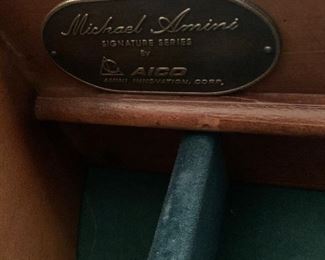 Michael Amini
SIGNATURE SERIES
by
AICO
AMINI INNOVATION, CORP.